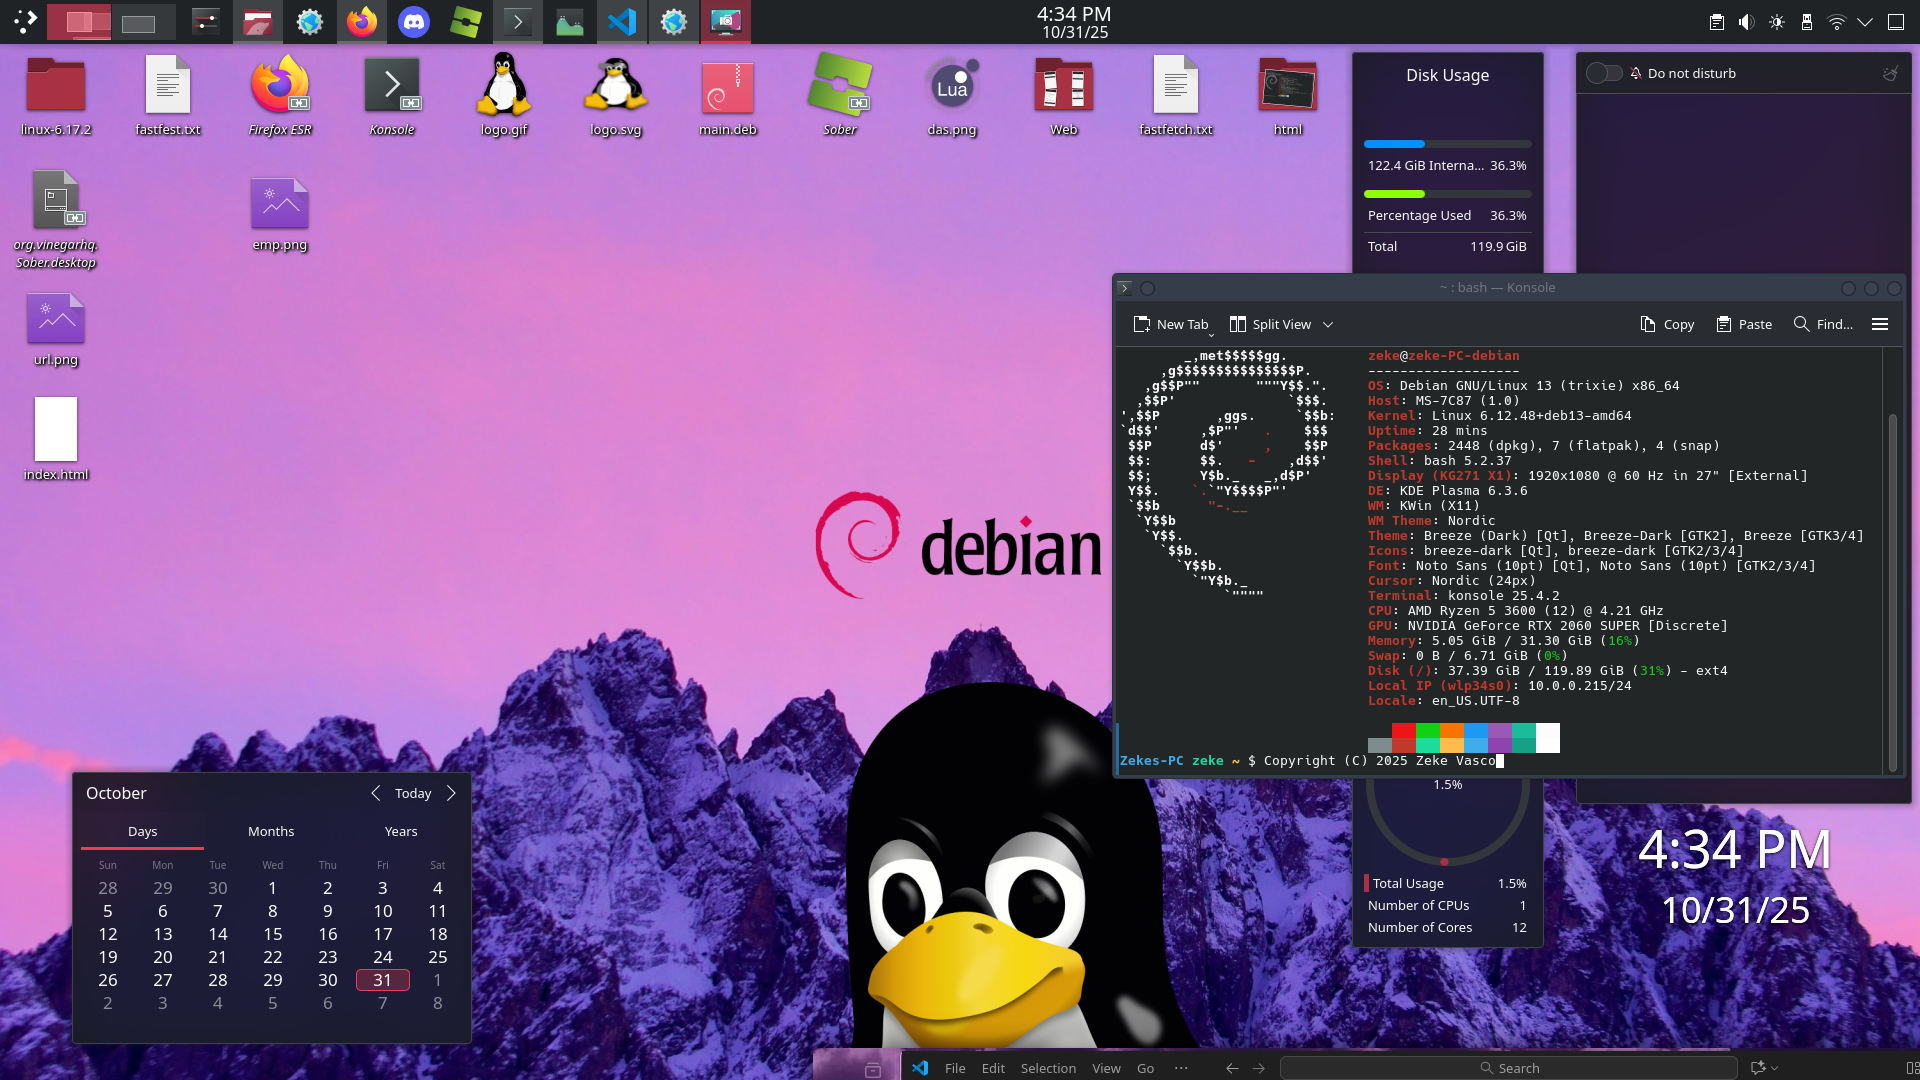 4:34 PM
10/31/25
linux-6.17.2
fastfest.txt
Firefox ESR
Konsole
logo.gif
logo.svg
main.deb
Sober
Lua
das.png
Web
fastfetch.txt
html
org.vinegarhq.
Sober.desktop
emp.png
url.png
index.html
Disk Usage
122.4 GiB Interna... 36.3%
Percentage Used 36.3%
Total 119.9 GiB
Do not disturb
debian
~ : bash — Konsole
New Tab
Split View
Copy
Paste
Find...
         _,met$$$$$gg.
      ,g$$$$$$$$$$$$$$$P.
    ,g$$P""       """Y$$.".
   ,$$P'              `$$$.
',$$P       ,ggs.     `$$b:
`d$$'     ,$P"'   .    $$$
 $$P      d$'     ,    $$P
 $$:      $$.   -    ,d$$'
 $$;      Y$b._   _,d$P'
 Y$$.    `.`"Y$$$$P"'
 `$$b      "-.__
  `Y$$b
   `Y$$.
     `$$b.
       `Y$$b.
         `"Y$b._
             `""""
zeke@zeke-PC-debian
-------------------
OS: Debian GNU/Linux 13 (trixie) x86_64
Host: MS-7C87 (1.0)
Kernel: Linux 6.12.48+deb13-amd64
Uptime: 28 mins
Packages: 2448 (dpkg), 7 (flatpak), 4 (snap)
Shell: bash 5.2.37
Display (KG271 X1): 1920x1080 @ 60 Hz in 27" [External]
DE: KDE Plasma 6.3.6
WM: KWin (X11)
WM Theme: Nordic
Theme: Breeze (Dark) [Qt], Breeze-Dark [GTK2], Breeze [GTK3/4]
Icons: breeze-dark [Qt], breeze-dark [GTK2/3/4]
Font: Noto Sans (10pt) [Qt], Noto Sans (10pt) [GTK2/3/4]
Cursor: Nordic (24px)
Terminal: konsole 25.4.2
CPU: AMD Ryzen 5 3600 (12) @ 4.21 GHz
GPU: NVIDIA GeForce RTX 2060 SUPER [Discrete]
Memory: 5.05 GiB / 31.30 GiB (16%)
Swap: 0 B / 6.71 GiB (0%)
Disk (/): 37.39 GiB / 119.89 GiB (31%) - ext4
Local IP (wlp34s0): 10.0.0.215/24
Locale: en_US.UTF-8
Zekes-PC zeke ~ $ Copyright (C) 2025 Zeke Vasco
1.5%
Total Usage 1.5%
Number of CPUs 1
Number of Cores 12
4:34 PM
10/31/25
October
Today
Days Months Years
Sun Mon Tue Wed Thu Fri Sat
28 29 30 1 2 3 4
5 6 7 8 9 10 11
12 13 14 15 16 17 18
19 20 21 22 23 24 25
26 27 28 29 30 31 1
2 3 4 5 6 7 8
File Edit Selection View Go ··· Search